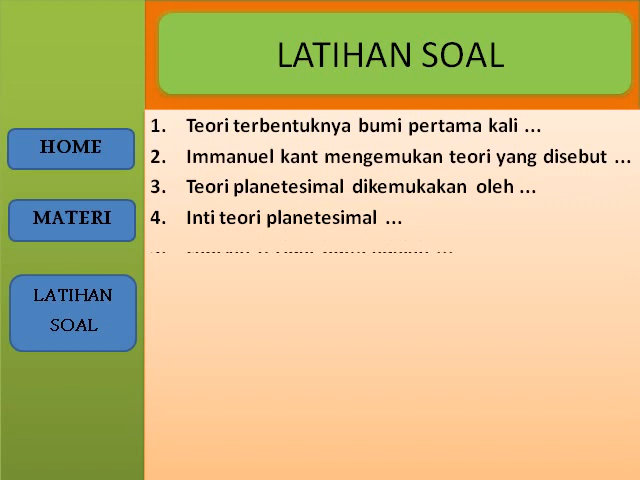 LATIHAN SOAL
HOME
MATERI
LATIHAN
SOAL
1. Teori terbentuknya bumi pertama kali ...
2. Immanuel kant mengemukan teori yang disebut ...
3. Teori planetesimal dikemukakan oleh ...
4. Inti teori planetesimal ...